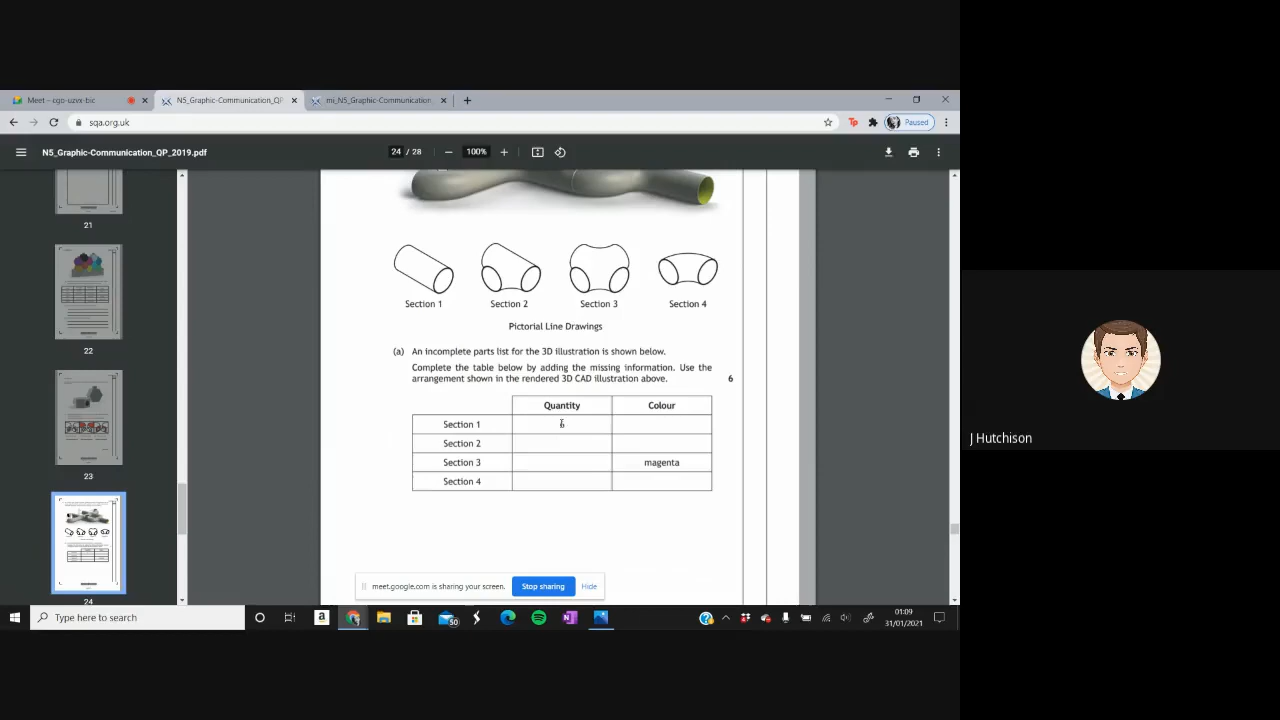 Meet – cgo-uzvx-bic
N5_Graphic-Communication_QP
mi_N5_Graphic-Communication
sqa.org.uk
Paused
N5_Graphic-Communication_QP_2019.pdf
24 / 28
100%
21
22
23
24
Section 1
Section 2
Section 3
Section 4
Pictorial Line Drawings
(a) An incomplete parts list for the 3D illustration is shown below.
Complete the table below by adding the missing information. Use the
arrangement shown in the rendered 3D CAD illustration above. 6
Quantity Colour
Section 1 6
Section 2
Section 3 magenta
Section 4
meet.google.com is sharing your screen. Stop sharing Hide
Type here to search
a
50
01:09
31/01/2021
J Hutchison